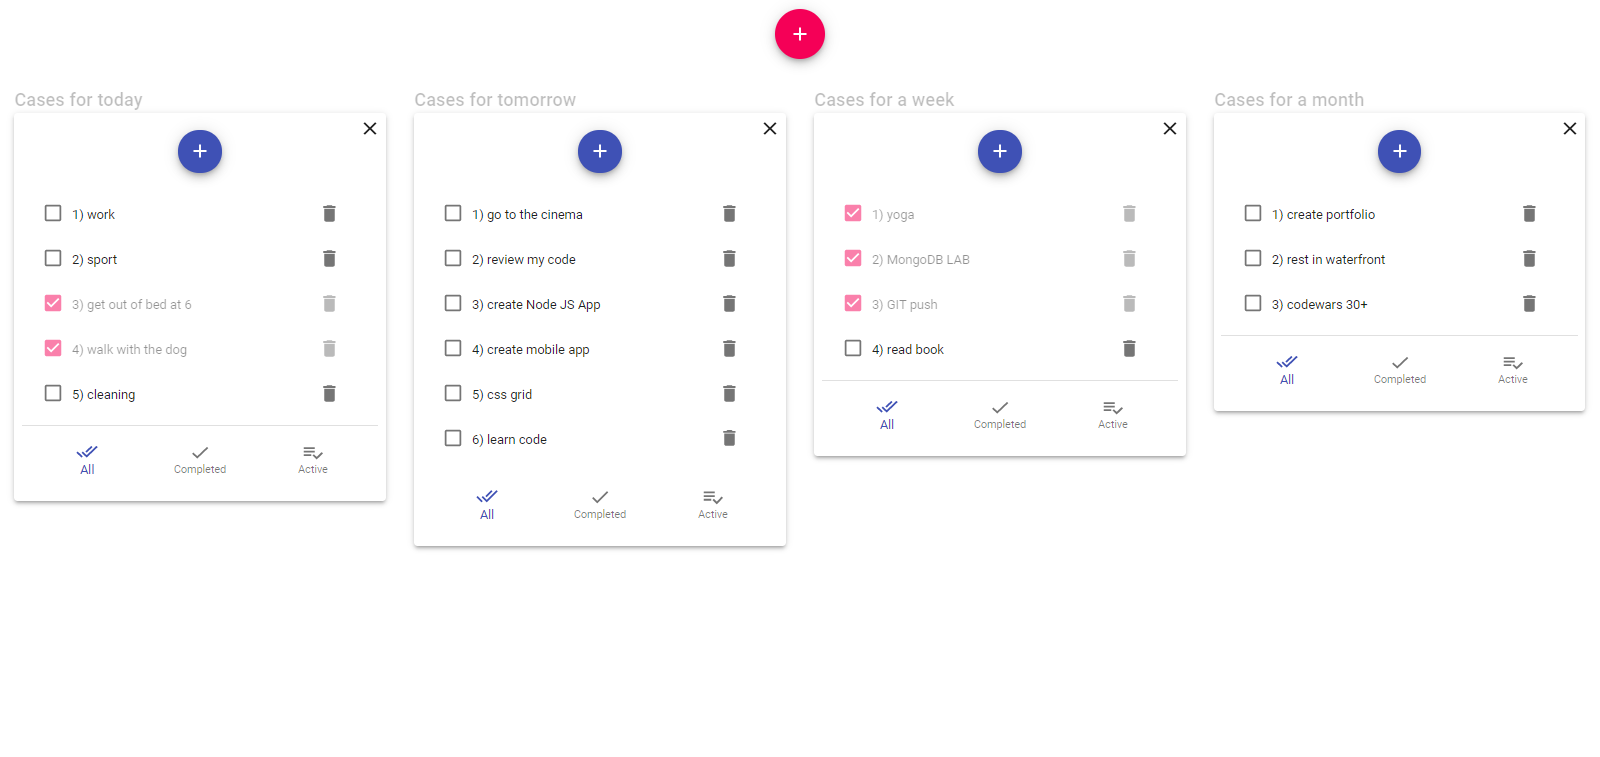 Cases for today
1) work
2) sport
3) get out of bed at 6
4) walk with the dog
5) cleaning
All
Completed
Active
Cases for tomorrow
1) go to the cinema
2) review my code
3) create Node JS App
4) create mobile app
5) css grid
6) learn code
All
Completed
Active
Cases for a week
1) yoga
2) MongoDB LAB
3) GIT push
4) read book
All
Completed
Active
Cases for a month
1) create portfolio
2) rest in waterfront
3) codewars 30+
All
Completed
Active